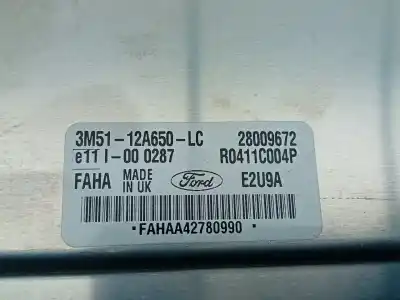 3M51-12A650-LC 28009672
e11 I-00 0287 R0411C004P
FAHA MADE IN UK Ford E2U9A
*FAHAA42780990*